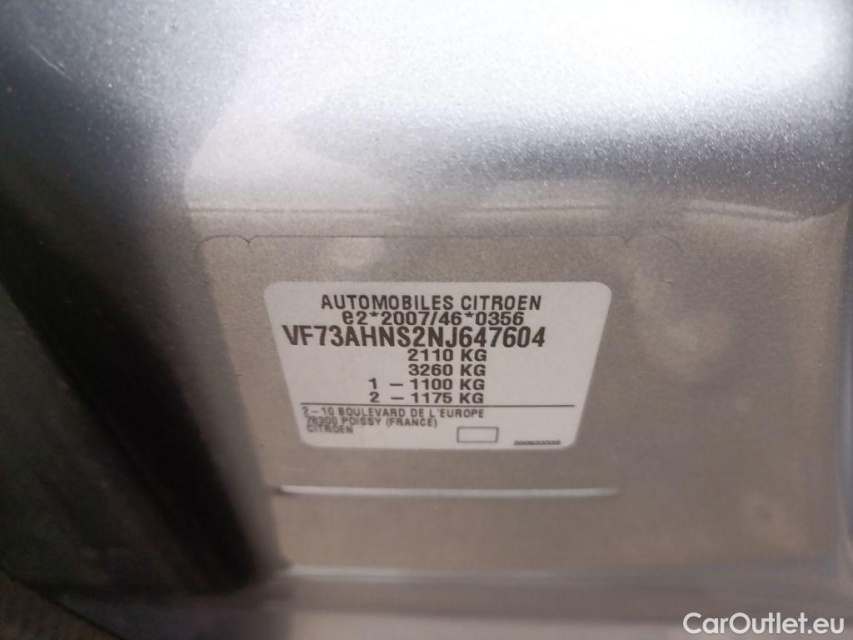 AUTOMOBILES CITROEN
e2*2007/46*0356
VF73AHNS2NJ647604
2110 KG
3260 KG
1 - 1100 KG
2 - 1175 KG
2-10 BOULEVARD DE L'EUROPE
78300 POISSY (FRANCE)
CITROEN
CarOutlet.eu